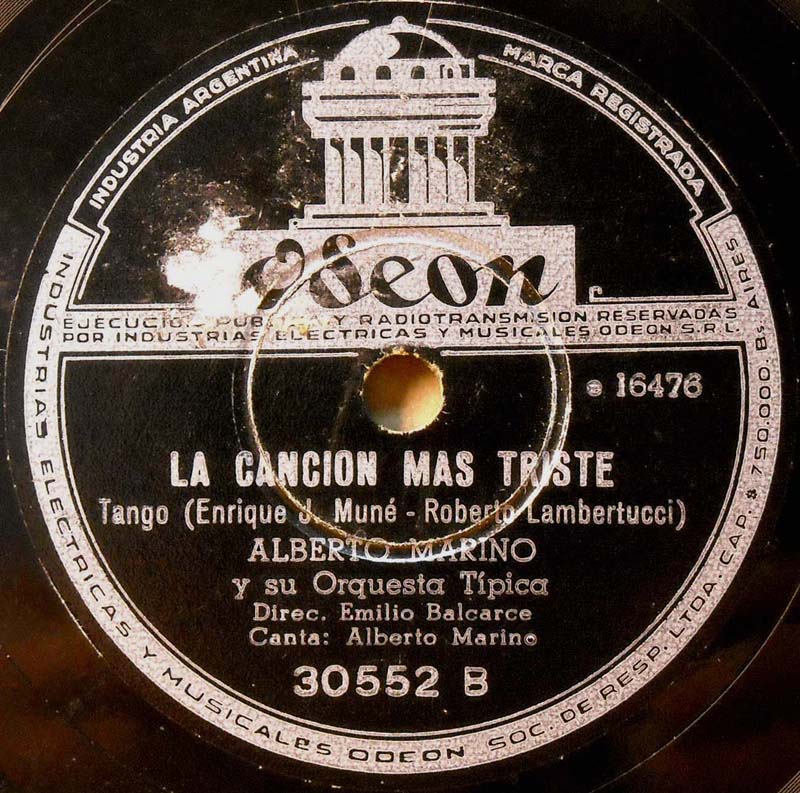 INDUSTRIA ARGENTINA
MARCA REGISTRADA
Odeon
EJECUCION PUBLICA Y RADIOTRANSMISION RESERVADAS
POR INDUSTRIAS ELECTRICAS Y MUSICALES ODEON S.R.L.
e 16476
LA CANCION MAS TRISTE
Tango (Enrique J. Muné - Roberto Lambertucci)
ALBERTO MARINO
y su Orquesta Típica
Direc. Emilio Balcarce
Canta: Alberto Marino
30552 B
INDUSTRIAS ELECTRICAS Y MUSICALES ODEON SOC. DE RESP. LTDA. CAP. $ 750.000. Bs AIRES